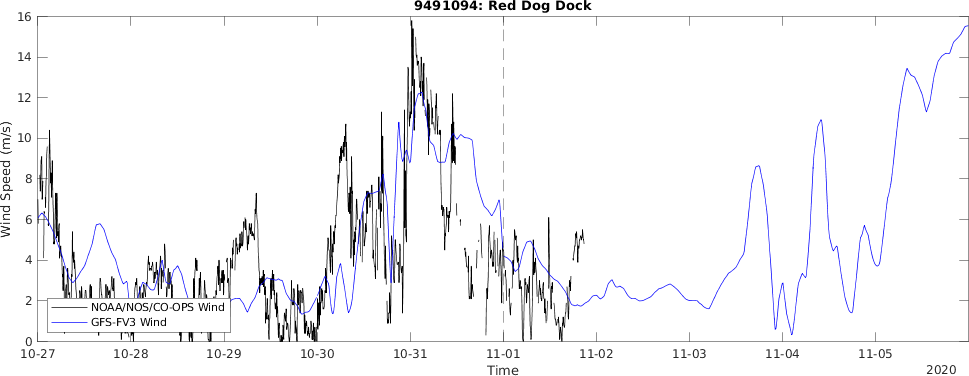 9491094: Red Dog Dock
16
14
12
10
8
6
4
2
0
Wind Speed (m/s)
NOAA/NOS/CO-OPS Wind
GFS-FV3 Wind
10-27 10-28 10-29 10-30 10-31 11-01 11-02 11-03 11-04 11-05
Time
2020